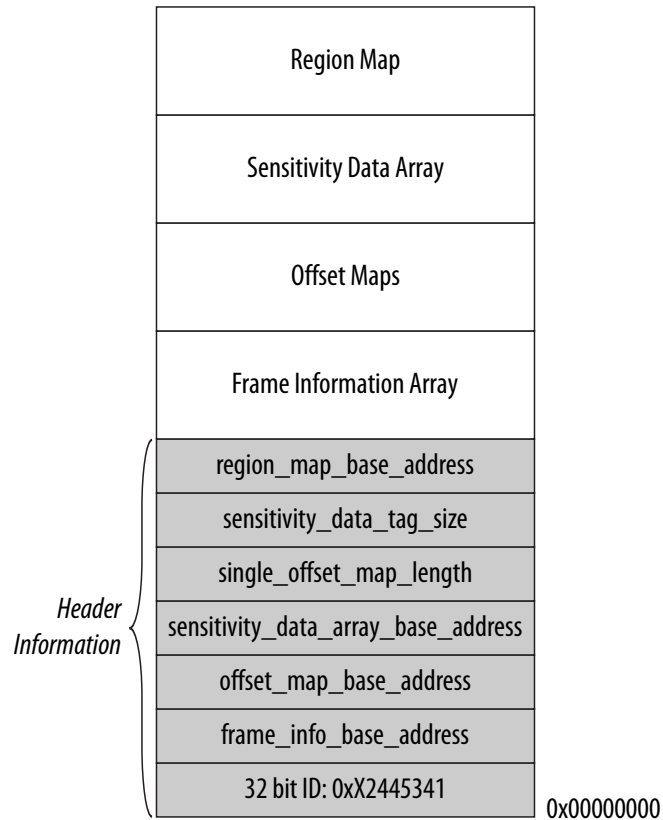 Region Map
Sensitivity Data Array
Offset Maps
Frame Information Array
region_map_base_address
sensitivity_data_tag_size
single_offset_map_length
Header
Information
sensitivity_data_array_base_address
offset_map_base_address
frame_info_base_address
32 bit ID: 0xX2445341
0x00000000